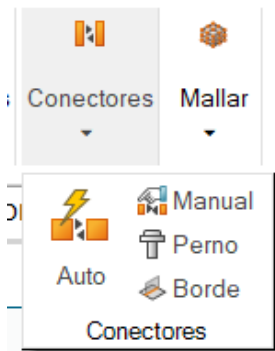 Conectores Mallar
Manual
Perno
Auto
Borde
Conectores